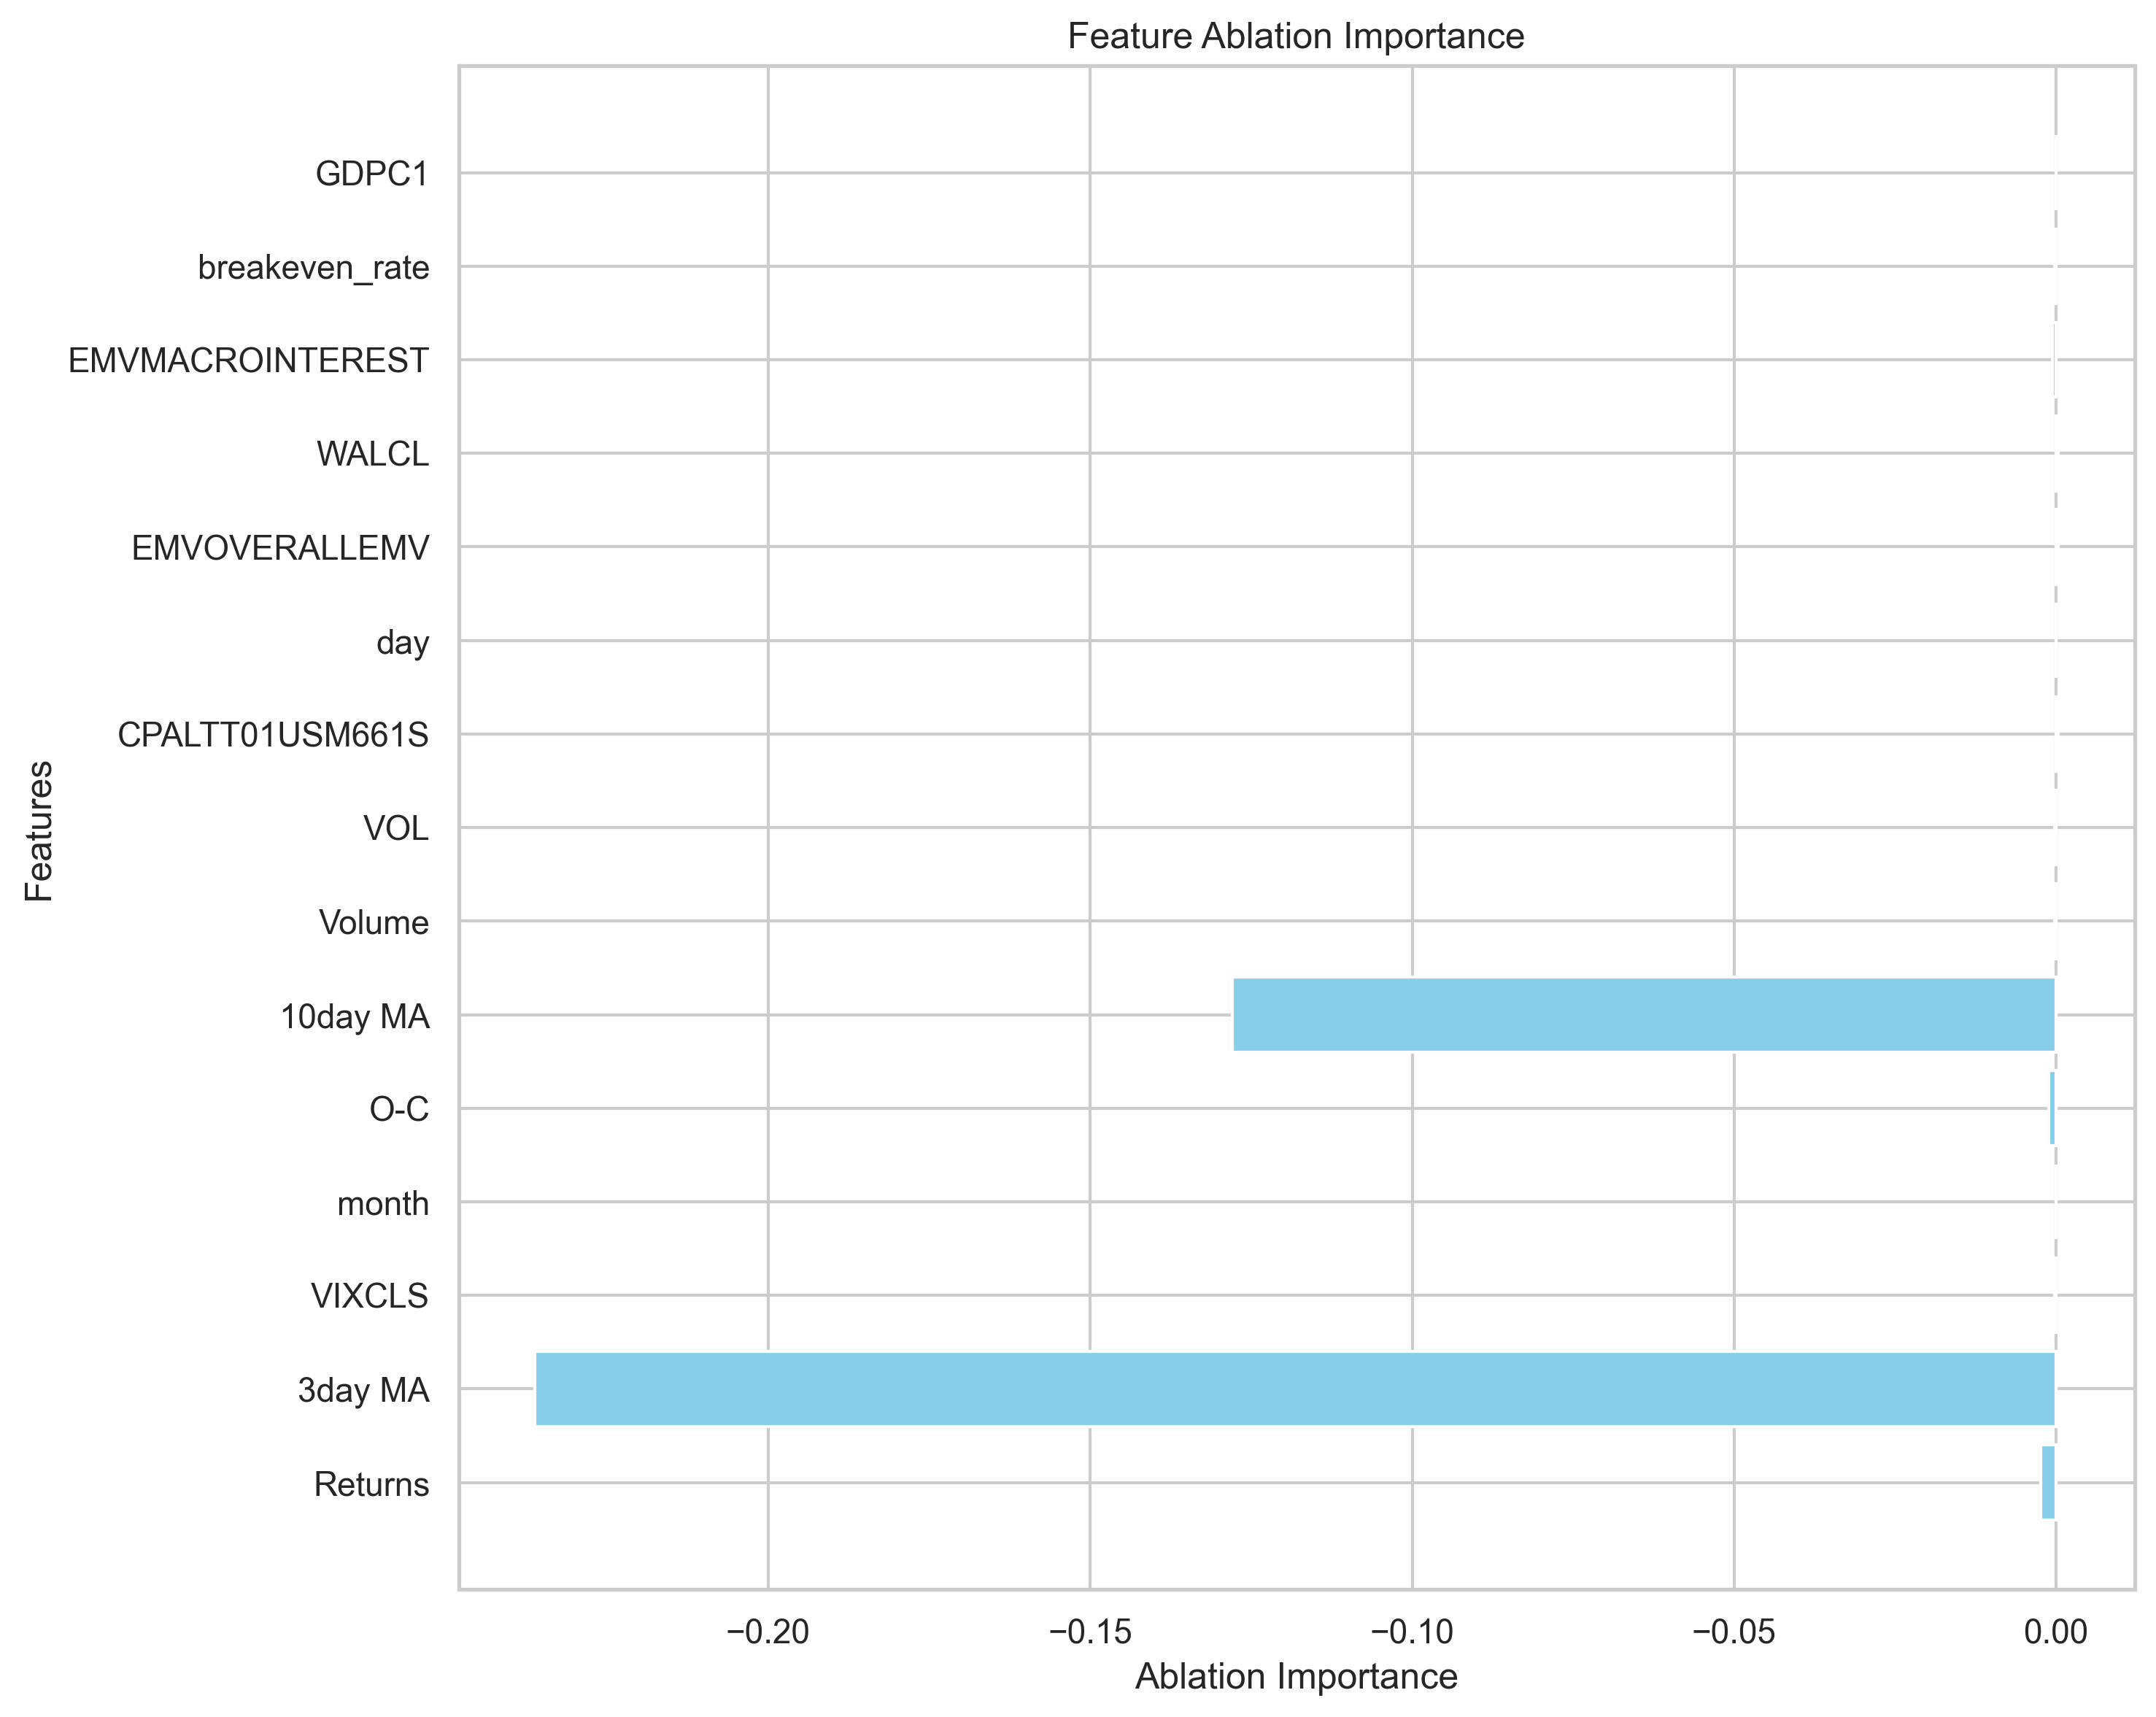 Feature Ablation Importance
GDPC1
breakeven_rate
EMVMACROINTEREST
WALCL
EMVOVERALLEMV
day
CPALTT01USM661S
VOL
Volume
10day MA
O-C
month
VIXCLS
3day MA
Returns
Features
−0.20 −0.15 −0.10 −0.05 0.00
Ablation Importance